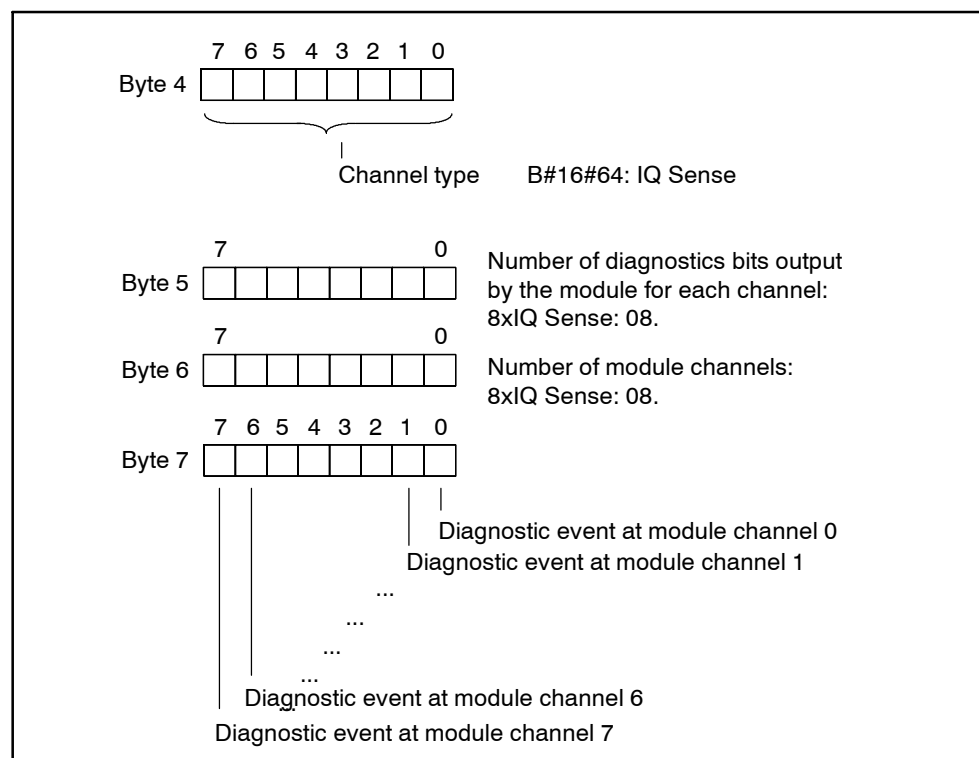 7 6 5 4 3 2 1 0
Byte 4
Channel type B#16#64: IQ Sense
7 0
Byte 5
Number of diagnostics bits output
by the module for each channel:
8xIQ Sense: 08.
7 0
Byte 6
Number of module channels:
8xIQ Sense: 08.
7 6 5 4 3 2 1 0
Byte 7
Diagnostic event at module channel 0
Diagnostic event at module channel 1
...
...
...
...
Diagnostic event at module channel 6
...
Diagnostic event at module channel 7